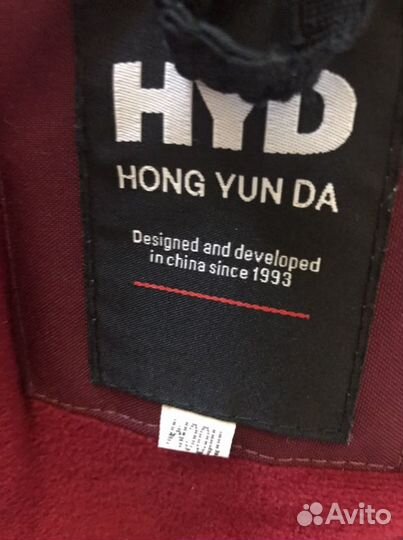 HYD
HONG YUN DA
Designed and developed
in china since 1993
Avito